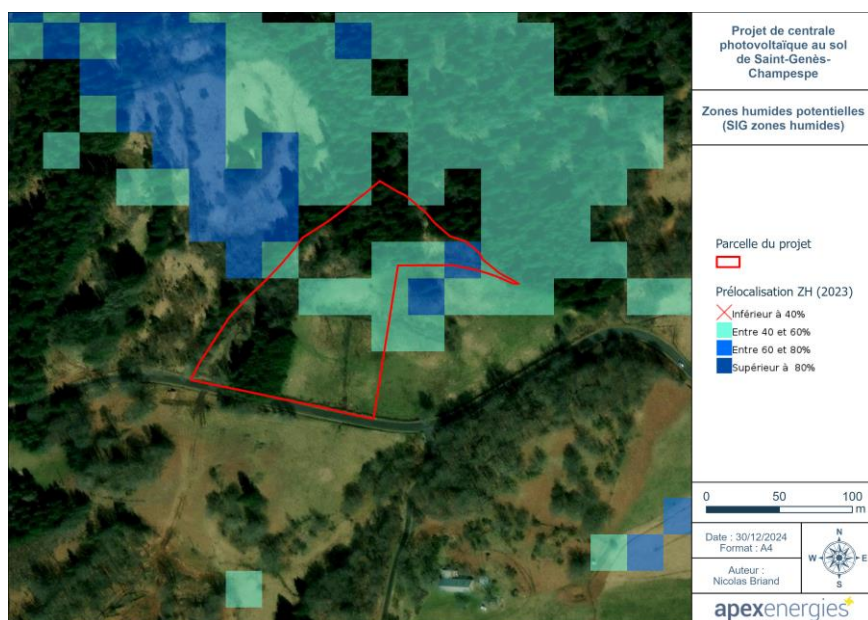 Projet de centrale
photovoltaïque au sol
de Saint-Genès-
Champespe
Zones humides potentielles
(SIG zones humides)
Parcelle du projet
Prélocalisation ZH (2023)
Inférieur à 40%
Entre 40 et 60%
Entre 60 et 80%
Supérieur à 80%
0 50 100
m
Date : 30/12/2024
Format : A4
Auteur :
Nicolas Briand
N
W E
S
apexenergies